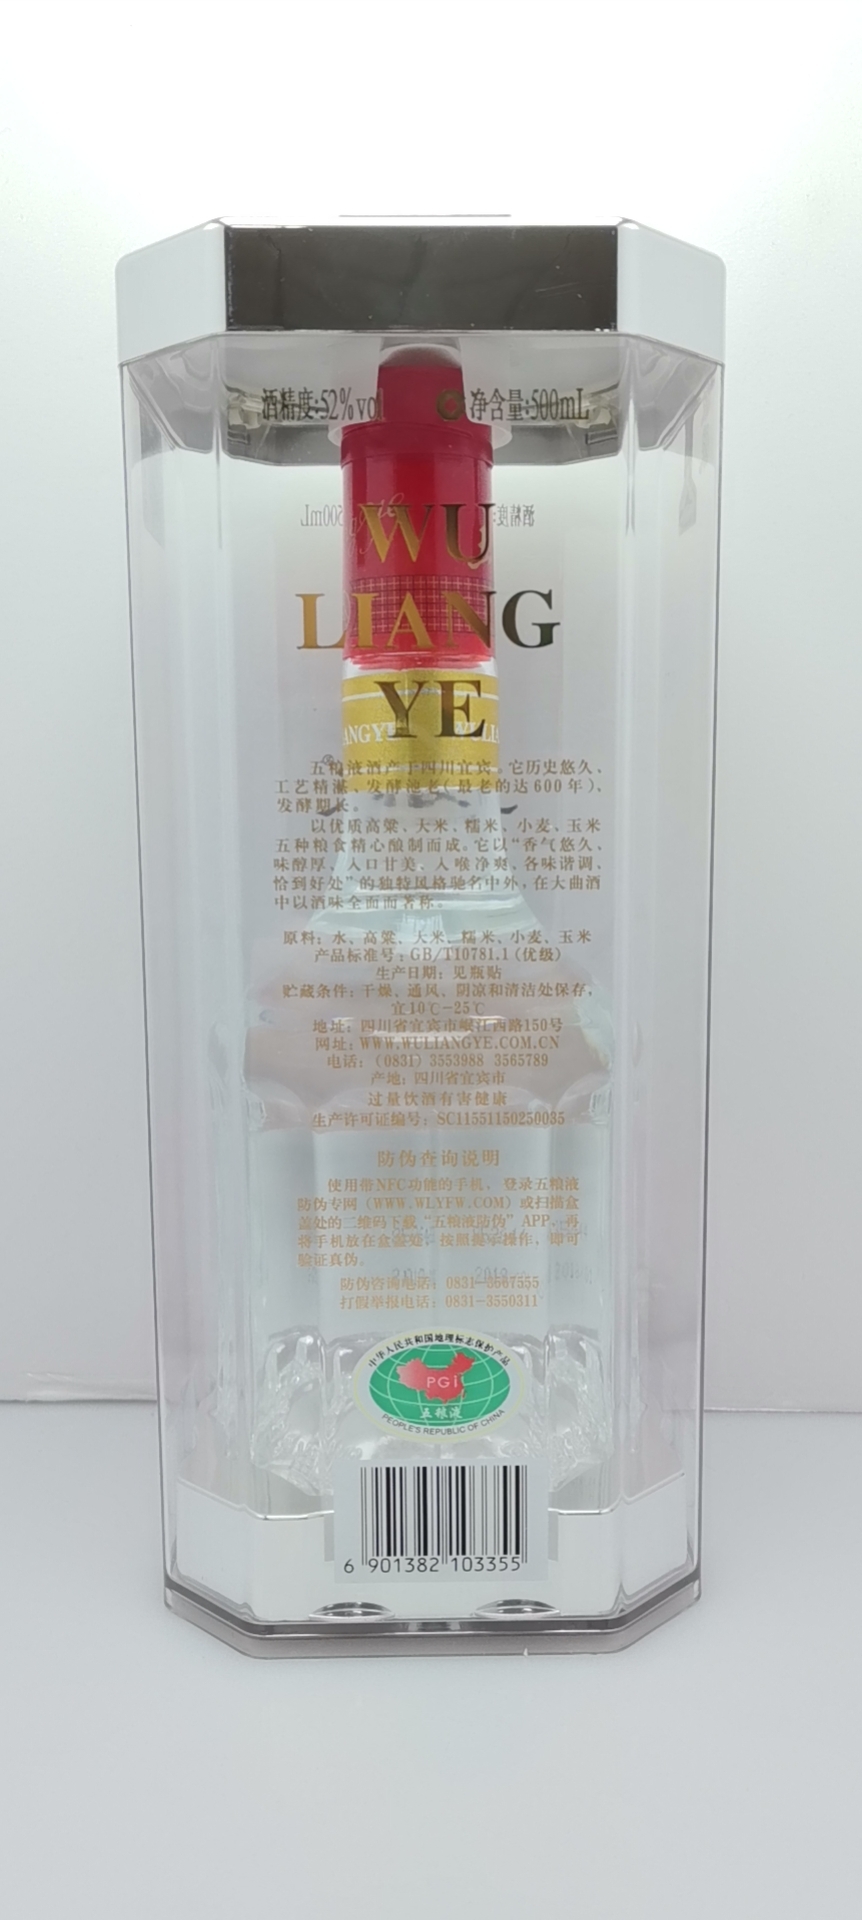 酒精度:52%vol 净含量:500mL
WU
LIANG
YE
五粮液酒产于四川宜宾。它历史悠久、
工艺精湛、发酵池老(最老的达600年)，
发酵期长。
以优质高粱、大米、糯米、小麦、玉米
五种粮食精心酿制而成。它以“香气悠久、
味醇厚、入口甘美、入喉净爽、各味谐调、
恰到好处”的独特风格驰名中外，在大曲酒
中以酒味全面而著称。
原料：水、高粱、大米、糯米、小麦、玉米
产品标准号：GB/T10781.1(优级)
生产日期：见瓶贴
贮藏条件：干燥、通风、阴凉和清洁处保存，
宜10℃-25℃
地址：四川省宜宾市岷江西路150号
网址：WWW.WULIANGYE.COM.CN
电话：(0831) 3553988 3565789
产地：四川省宜宾市
过量饮酒有害健康
生产许可证编号：SC11551150250035
防伪查询说明
使用带NFC功能的手机，登录五粮液
防伪专网（WWW.WLYFW.COM）或扫描盒
盖处的二维码下载“五粮液防伪”APP，再
将手机放在盒盖处，按照提示操作，即可
验证真伪。
防伪咨询电话：0831-3567555
打假举报电话：0831-3550311
中华人民共和国地理标志保护产品
PGI
五粮液
PEOPLE'S REPUBLIC OF CHINA
6 901382 103355